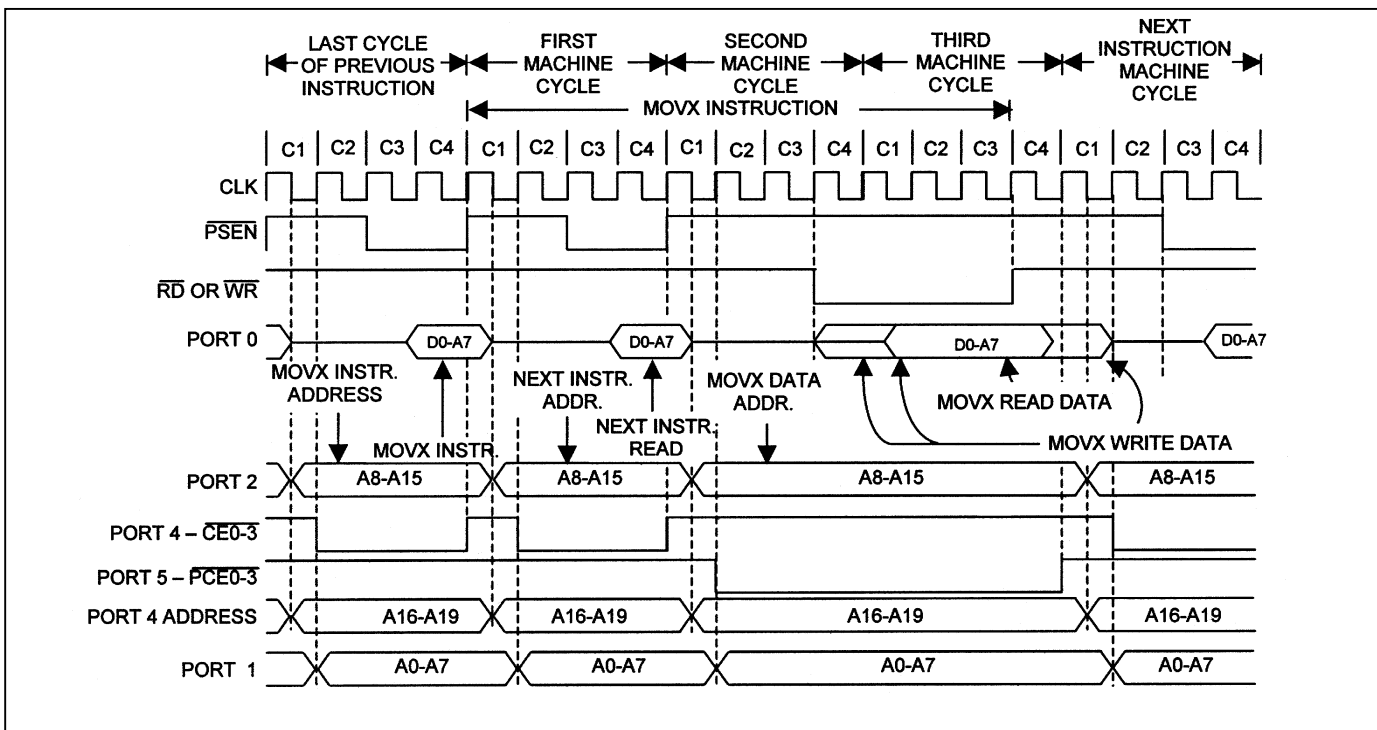 LAST CYCLE
OF PREVIOUS
INSTRUCTION
FIRST
MACHINE
CYCLE
SECOND
MACHINE
CYCLE
THIRD
MACHINE
CYCLE
NEXT
INSTRUCTION
MACHINE
CYCLE
MOVX INSTRUCTION
C1 C2 C3 C4 C1 C2 C3 C4 C1 C2 C3 C4 C1 C2 C3 C4 C1 C2 C3 C4
CLK
PSEN
RD OR WR
PORT 0
D0-A7 D0-A7 D0-A7 D0-A7
MOVX INSTR.
ADDRESS
MOVX INSTR.
NEXT INSTR.
ADDR.
NEXT INSTR.
READ
MOVX DATA
ADDR.
MOVX READ DATA
MOVX WRITE DATA
PORT 2 A8-A15 A8-A15 A8-A15 A8-A15
PORT 4 – CE0-3
PORT 5 – PCE0-3
PORT 4 ADDRESS A16-A19 A16-A19 A16-A19 A16-A19
PORT 1 A0-A7 A0-A7 A0-A7 A0-A7